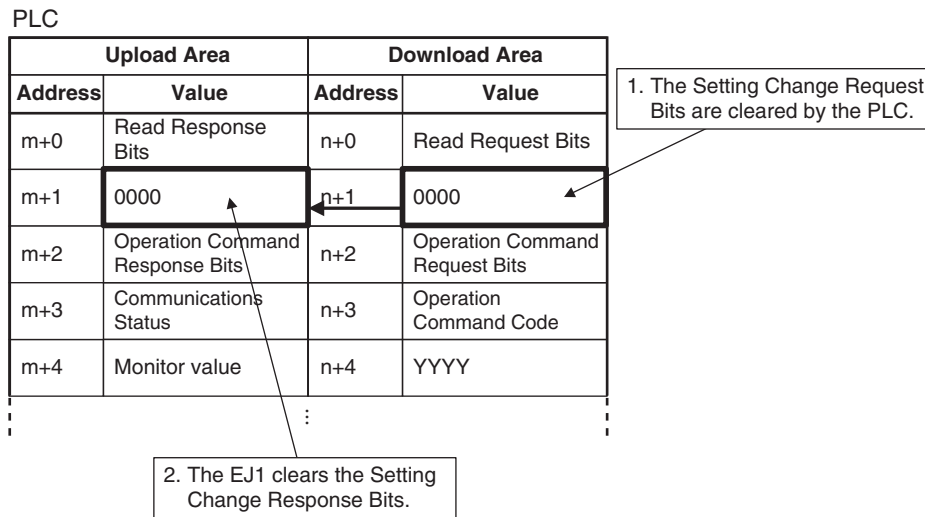 PLC
Upload Area Download Area
Address Value Address Value
m+0 Read Response Bits n+0 Read Request Bits
m+1 0000 n+1 0000
m+2 Operation Command Response Bits n+2 Operation Command Request Bits
m+3 Communications Status n+3 Operation Command Code
m+4 Monitor value n+4 YYYY
⋮
1. The Setting Change Request
Bits are cleared by the PLC.
2. The EJ1 clears the Setting
Change Response Bits.